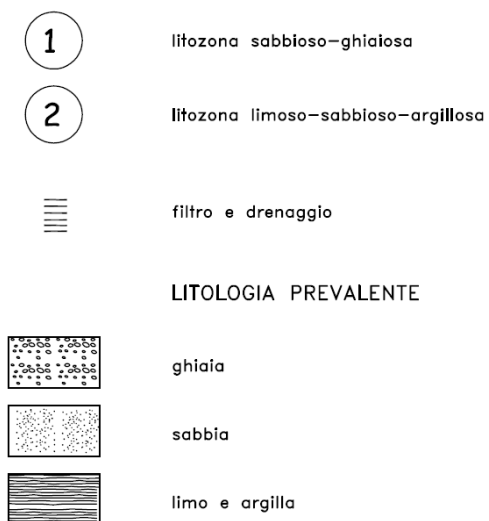 1 litozona sabbioso-ghiaiosa
2 litozona limoso-sabbioso-argillosa
filtro e drenaggio
LITOLOGIA PREVALENTE
ghiaia
sabbia
limo e argilla